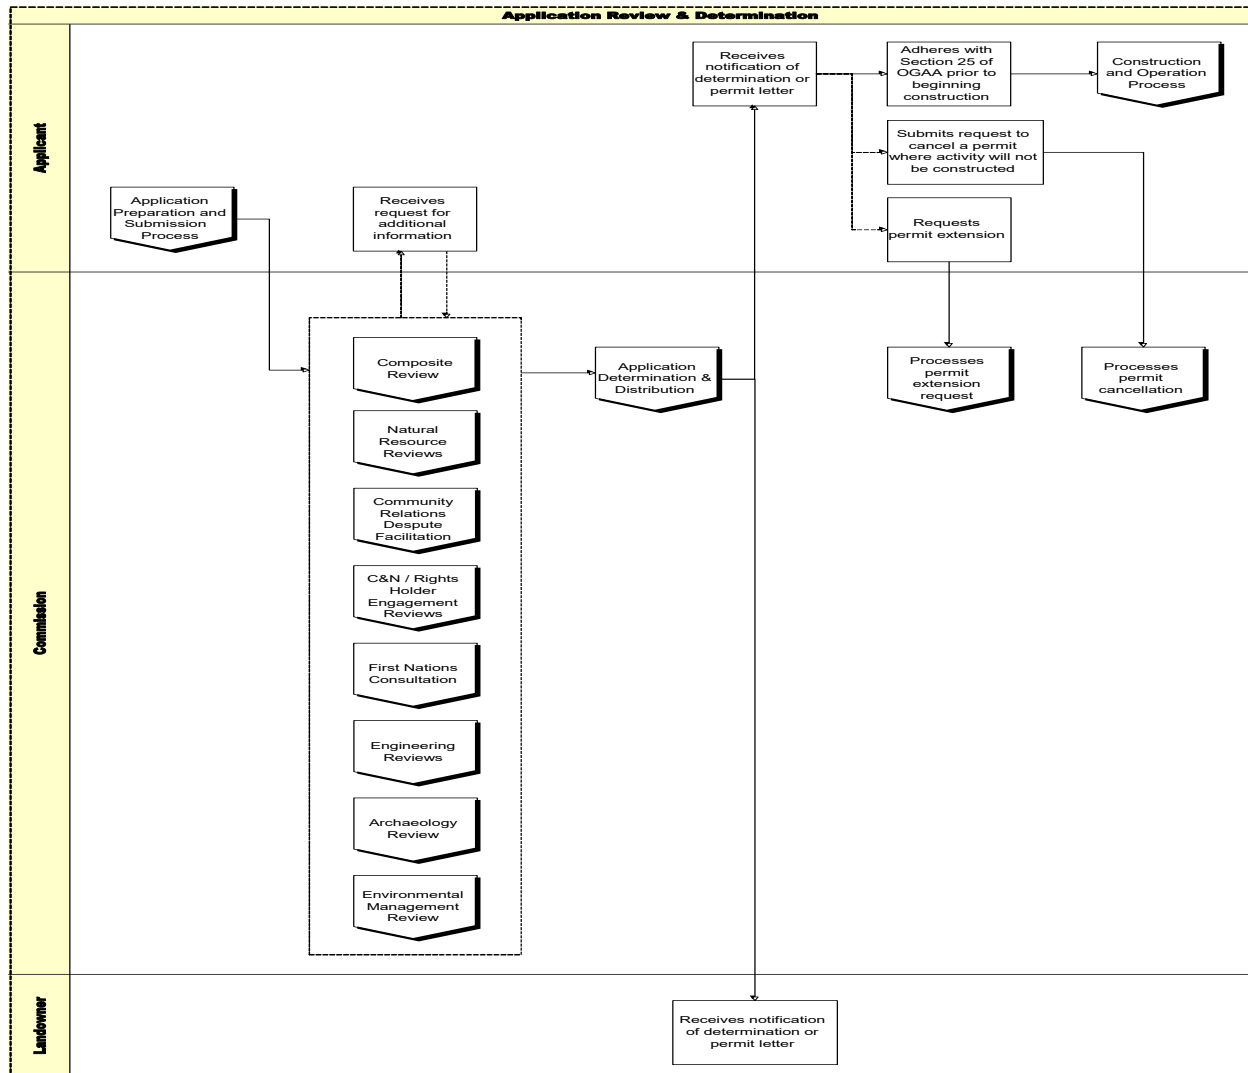 Application Review & Determination
Applicant
Receives
notification of
determination or
permit letter
Adheres with
Section 25 of
OGAA prior to
beginning
construction
Construction
and Operation
Process
Submits request to
cancel a permit
where activity will not
be constructed
Application
Preparation and
Submission
Process
Receives
request for
additional
information
Requests
permit extension
Commission
Composite
Review
Natural
Resource
Reviews
Community
Relations
Despute
Facilitation
C&N / Rights
Holder
Engagement
Reviews
First Nations
Consultation
Engineering
Reviews
Archaeology
Review
Environmental
Management
Review
Application
Determination &
Distribution
Processes
permit
extension
request
Processes
permit
cancellation
Landowner
Receives notification
of determination or
permit letter